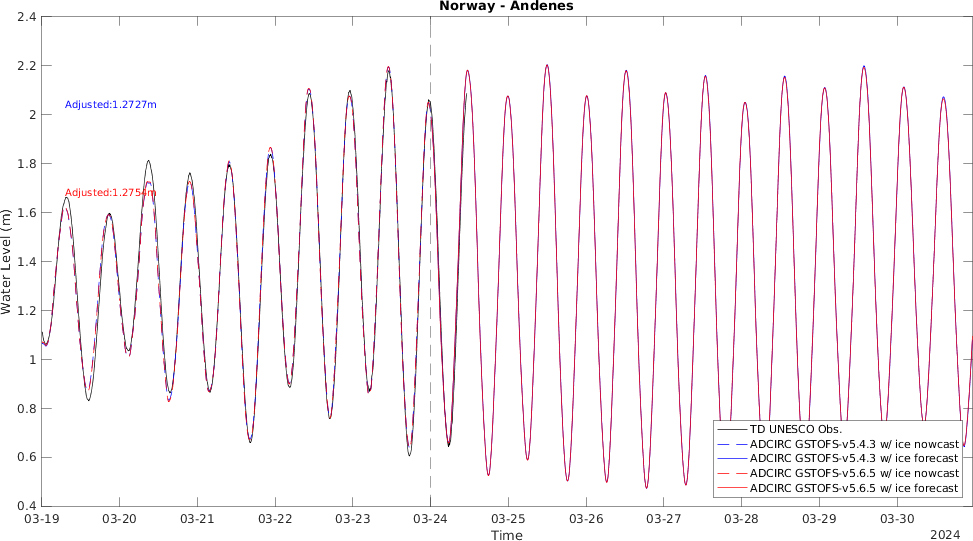 Norway - Andenes
2.4
2.2
2
1.8
1.6
1.4
1.2
1
0.8
0.6
0.4
Water Level (m)
Adjusted:1.2727m
Adjusted:1.2754m
TD UNESCO Obs.
ADCIRC GSTOFS-v5.4.3 w/ ice nowcast
ADCIRC GSTOFS-v5.4.3 w/ ice forecast
ADCIRC GSTOFS-v5.6.5 w/ ice nowcast
ADCIRC GSTOFS-v5.6.5 w/ ice forecast
03-19 03-20 03-21 03-22 03-23 03-24 03-25 03-26 03-27 03-28 03-29 03-30
Time
2024